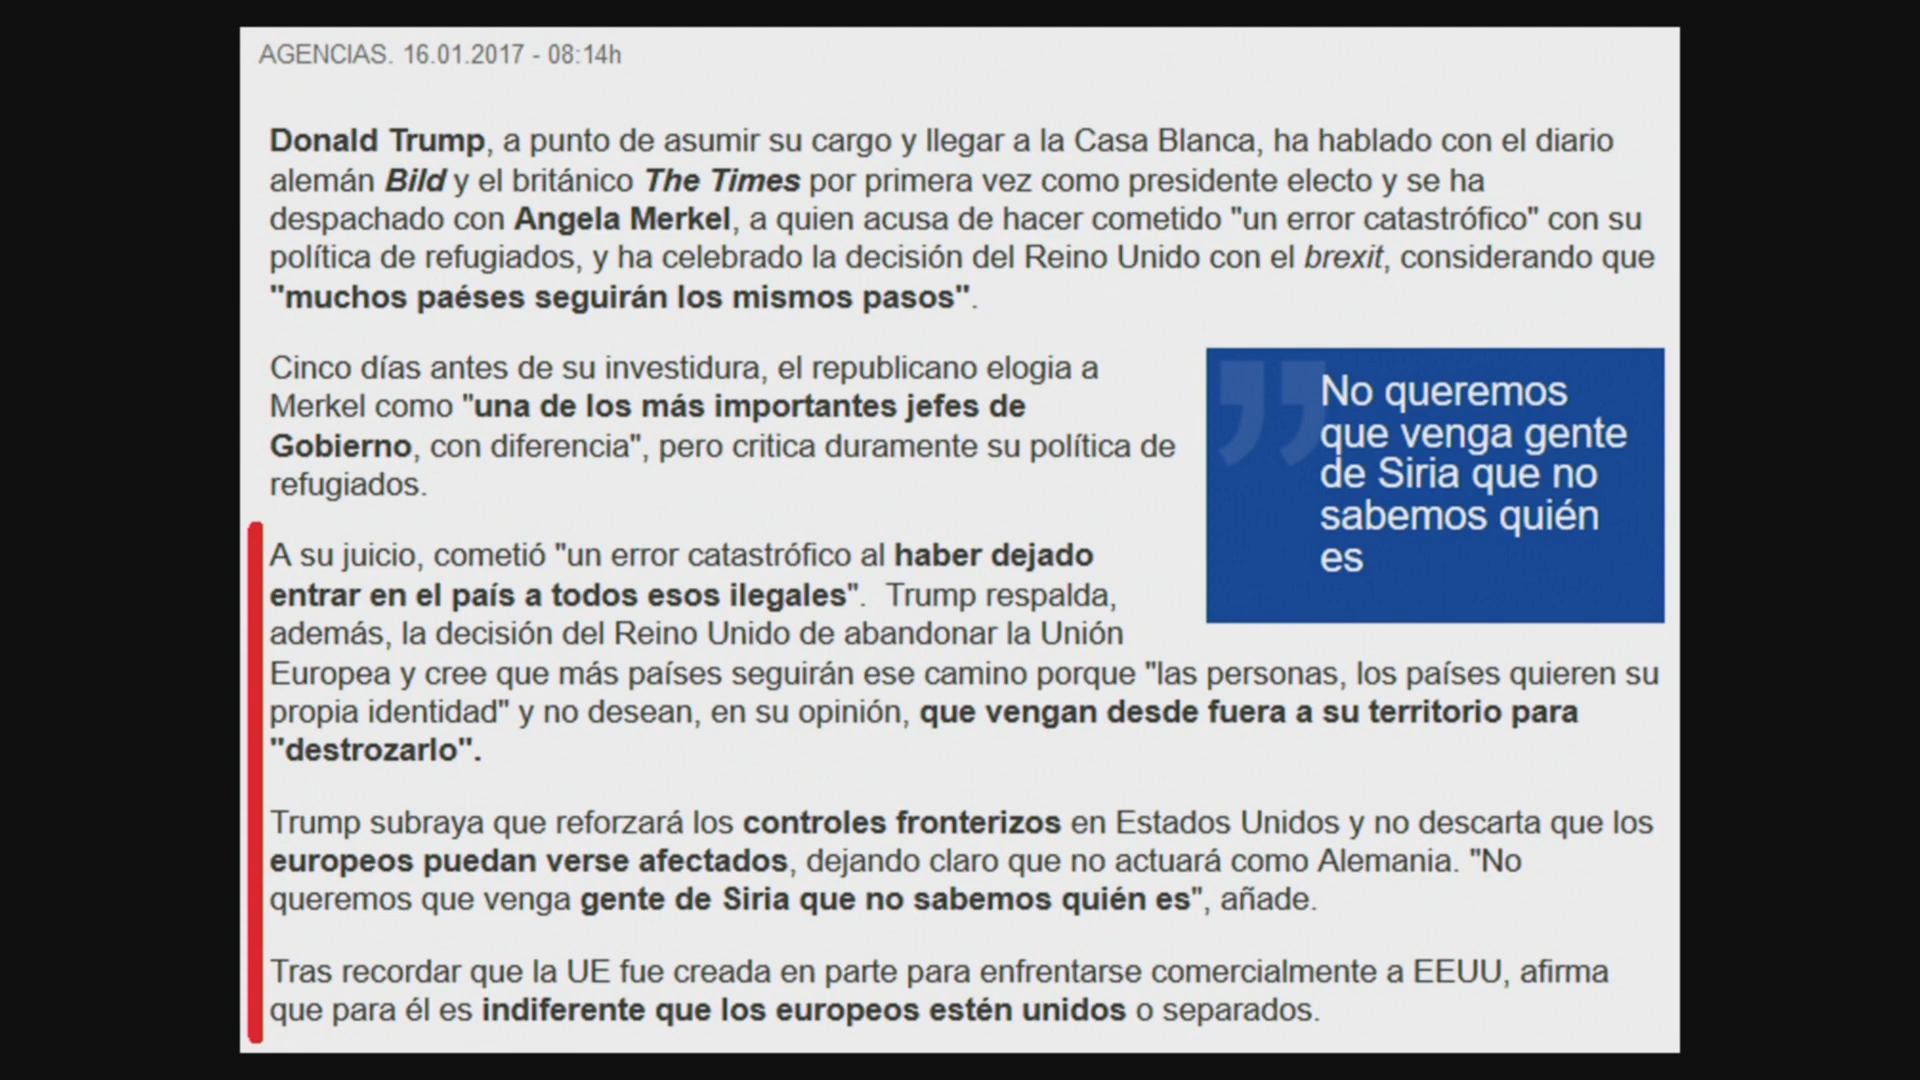 AGENCIAS. 16.01.2017 - 08:14h
Donald Trump, a punto de asumir su cargo y llegar a la Casa Blanca, ha hablado con el diario
alemán Bild y el británico The Times por primera vez como presidente electo y se ha
despachado con Angela Merkel, a quien acusa de hacer cometido "un error catastrófico" con su
política de refugiados, y ha celebrado la decisión del Reino Unido con el brexit, considerando que
"muchos paéses seguirán los mismos pasos".
Cinco días antes de su investidura, el republicano elogia a
Merkel como "una de los más importantes jefes de
Gobierno, con diferencia", pero critica duramente su política de
refugiados.
No queremos
que venga gente
de Siria que no
sabemos quién
es
A su juicio, cometió "un error catastrófico al haber dejado
entrar en el país a todos esos ilegales". Trump respalda,
además, la decisión del Reino Unido de abandonar la Unión
Europea y cree que más países seguirán ese camino porque "las personas, los países quieren su
propia identidad" y no desean, en su opinión, que vengan desde fuera a su territorio para
"destrozarlo".
Trump subraya que reforzará los controles fronterizos en Estados Unidos y no descarta que los
europeos puedan verse afectados, dejando claro que no actuará como Alemania. "No
queremos que venga gente de Siria que no sabemos quién es", añade.
Tras recordar que la UE fue creada en parte para enfrentarse comercialmente a EEUU, afirma
que para él es indiferente que los europeos estén unidos o separados.